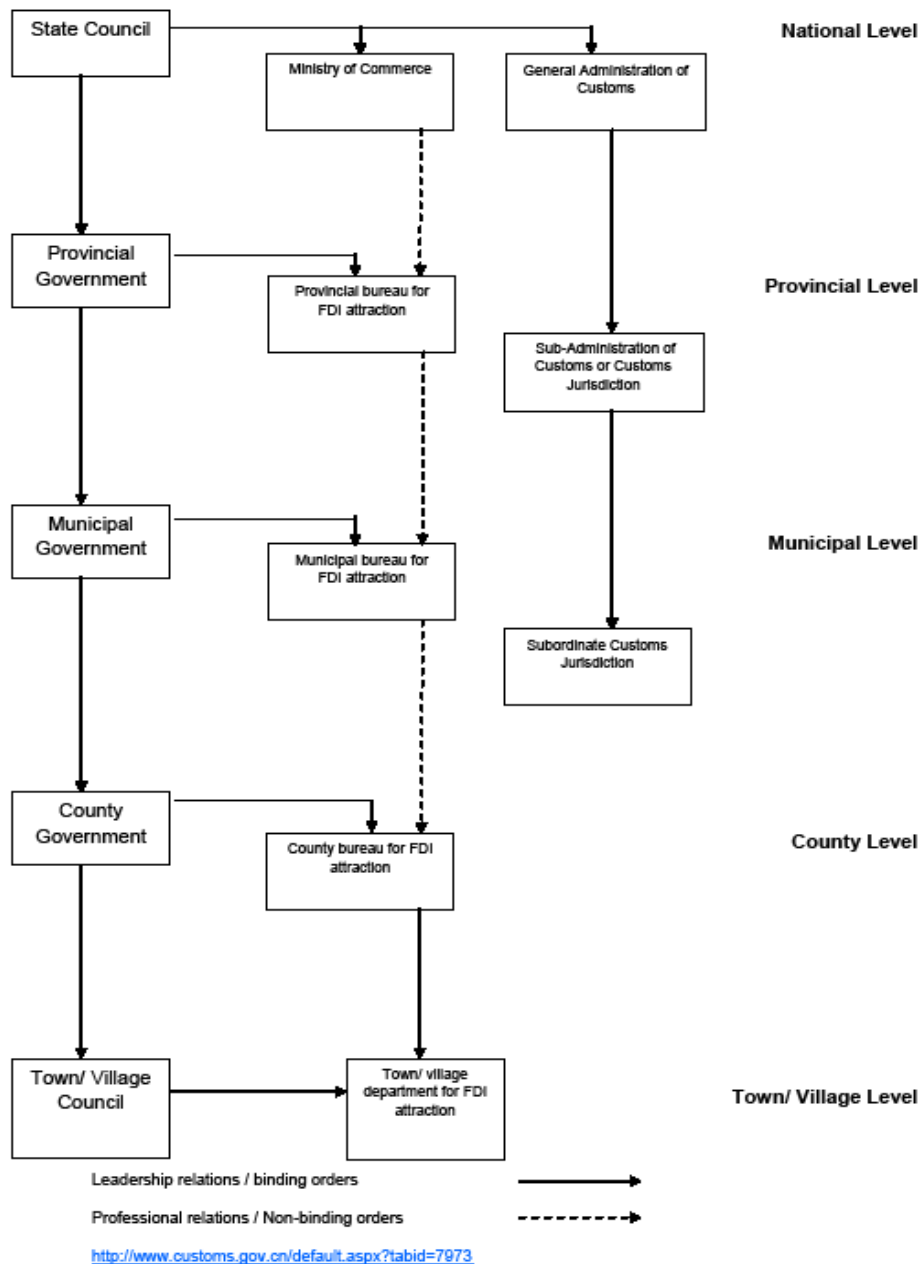 State Council
National Level
Ministry of Commerce
General Administration of
Customs
Provincial
Government
Provincial Level
Provincial bureau for
FDI attraction
Sub-Administration of
Customs or Customs
Jurisdiction
Municipal
Government
Municipal Level
Municipal bureau for
FDI attraction
Subordinate Customs
Jurisdiction
County
Government
County Level
County bureau for FDI
attraction
Town/ Village
Council
Town/ village
department for FDI
attraction
Town/ Village Level
Leadership relations / binding orders
Professional relations / Non-binding orders
http://www.customs.gov.cn/default.aspx?tabid=7973